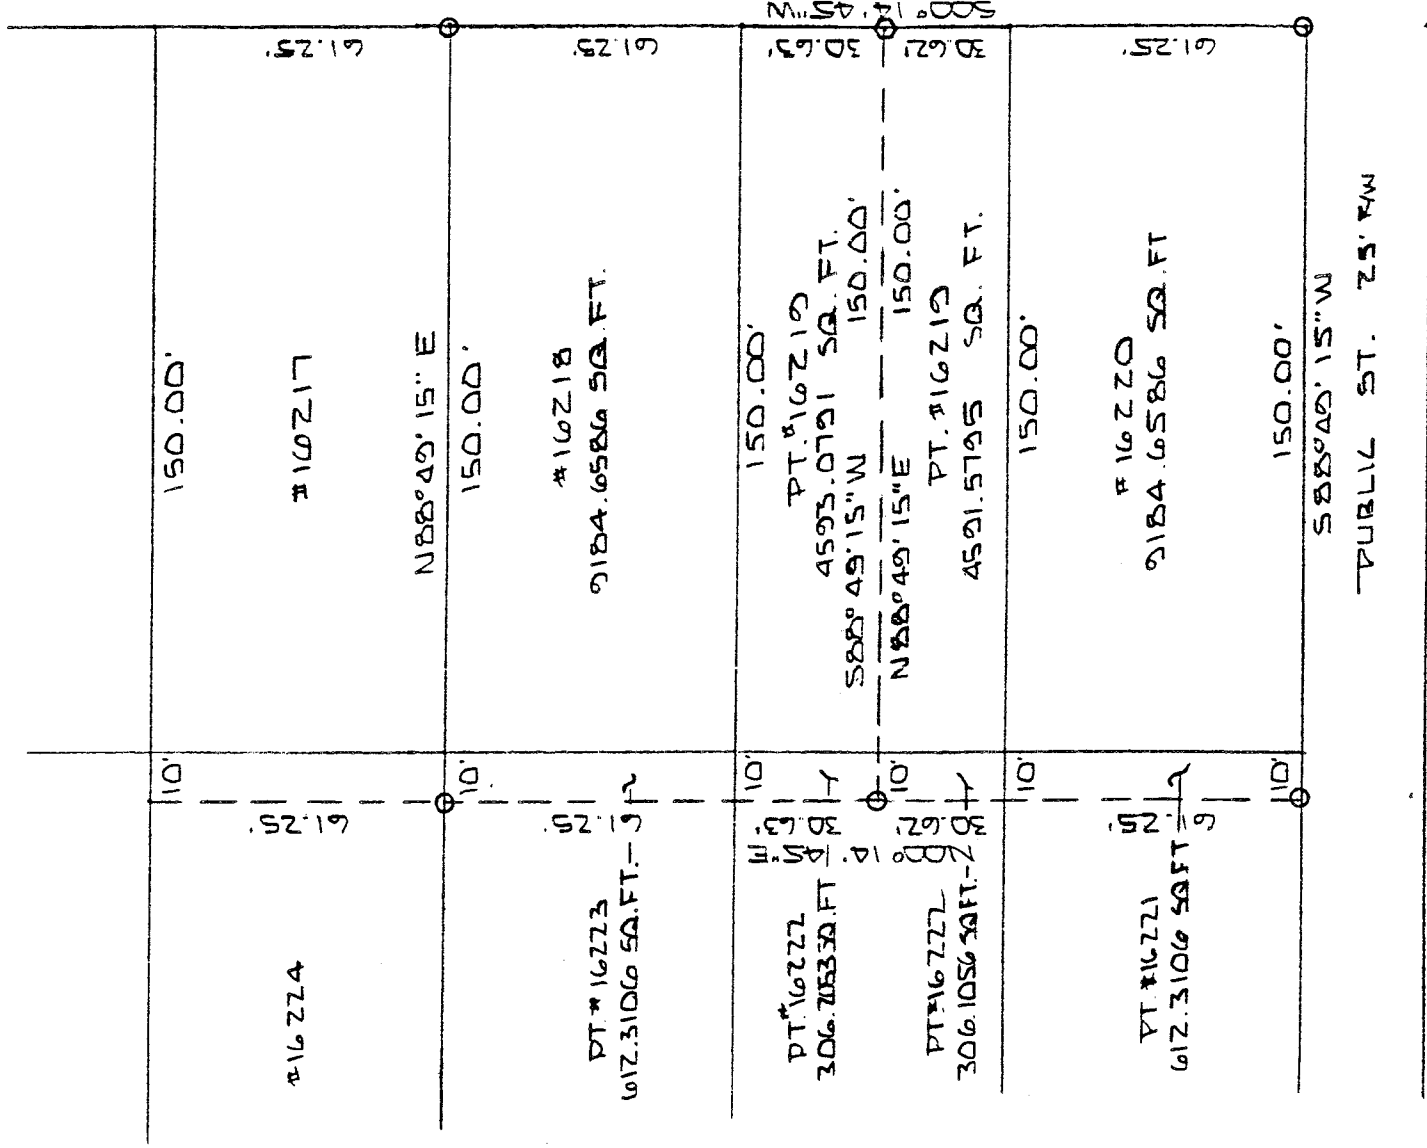 S00°14'45"W
61.25'
61.25'
30.63'
30.62'
61.25'
150.00'
#16217
N88°49'15"E
150.00'
#16218
9184.6586 SQ.FT.
150.00'
PT.#16219
4593.0791 SQ. FT.
S88°49'15"W 150.00'
N88°49'15"E 150.00'
PT.#16219
4591.5795 SQ. FT.
150.00'
#16220
9184.6586 SQ.FT
150.00'
S88°49'15"W
PUBLIC ST. 25' R/W
10.'
10.'
10.'
10.'
10.'
10.'
61.25'
61.25'
30.63'
30.62'
61.25'
N00°14'45"E
#16224
PT.#16223
612.3106 SQ.FT.
PT.#16222
SQ.FT
PT.#16222
306.1056 SQ.FT.
PT.#16221
612.3106 SQFT